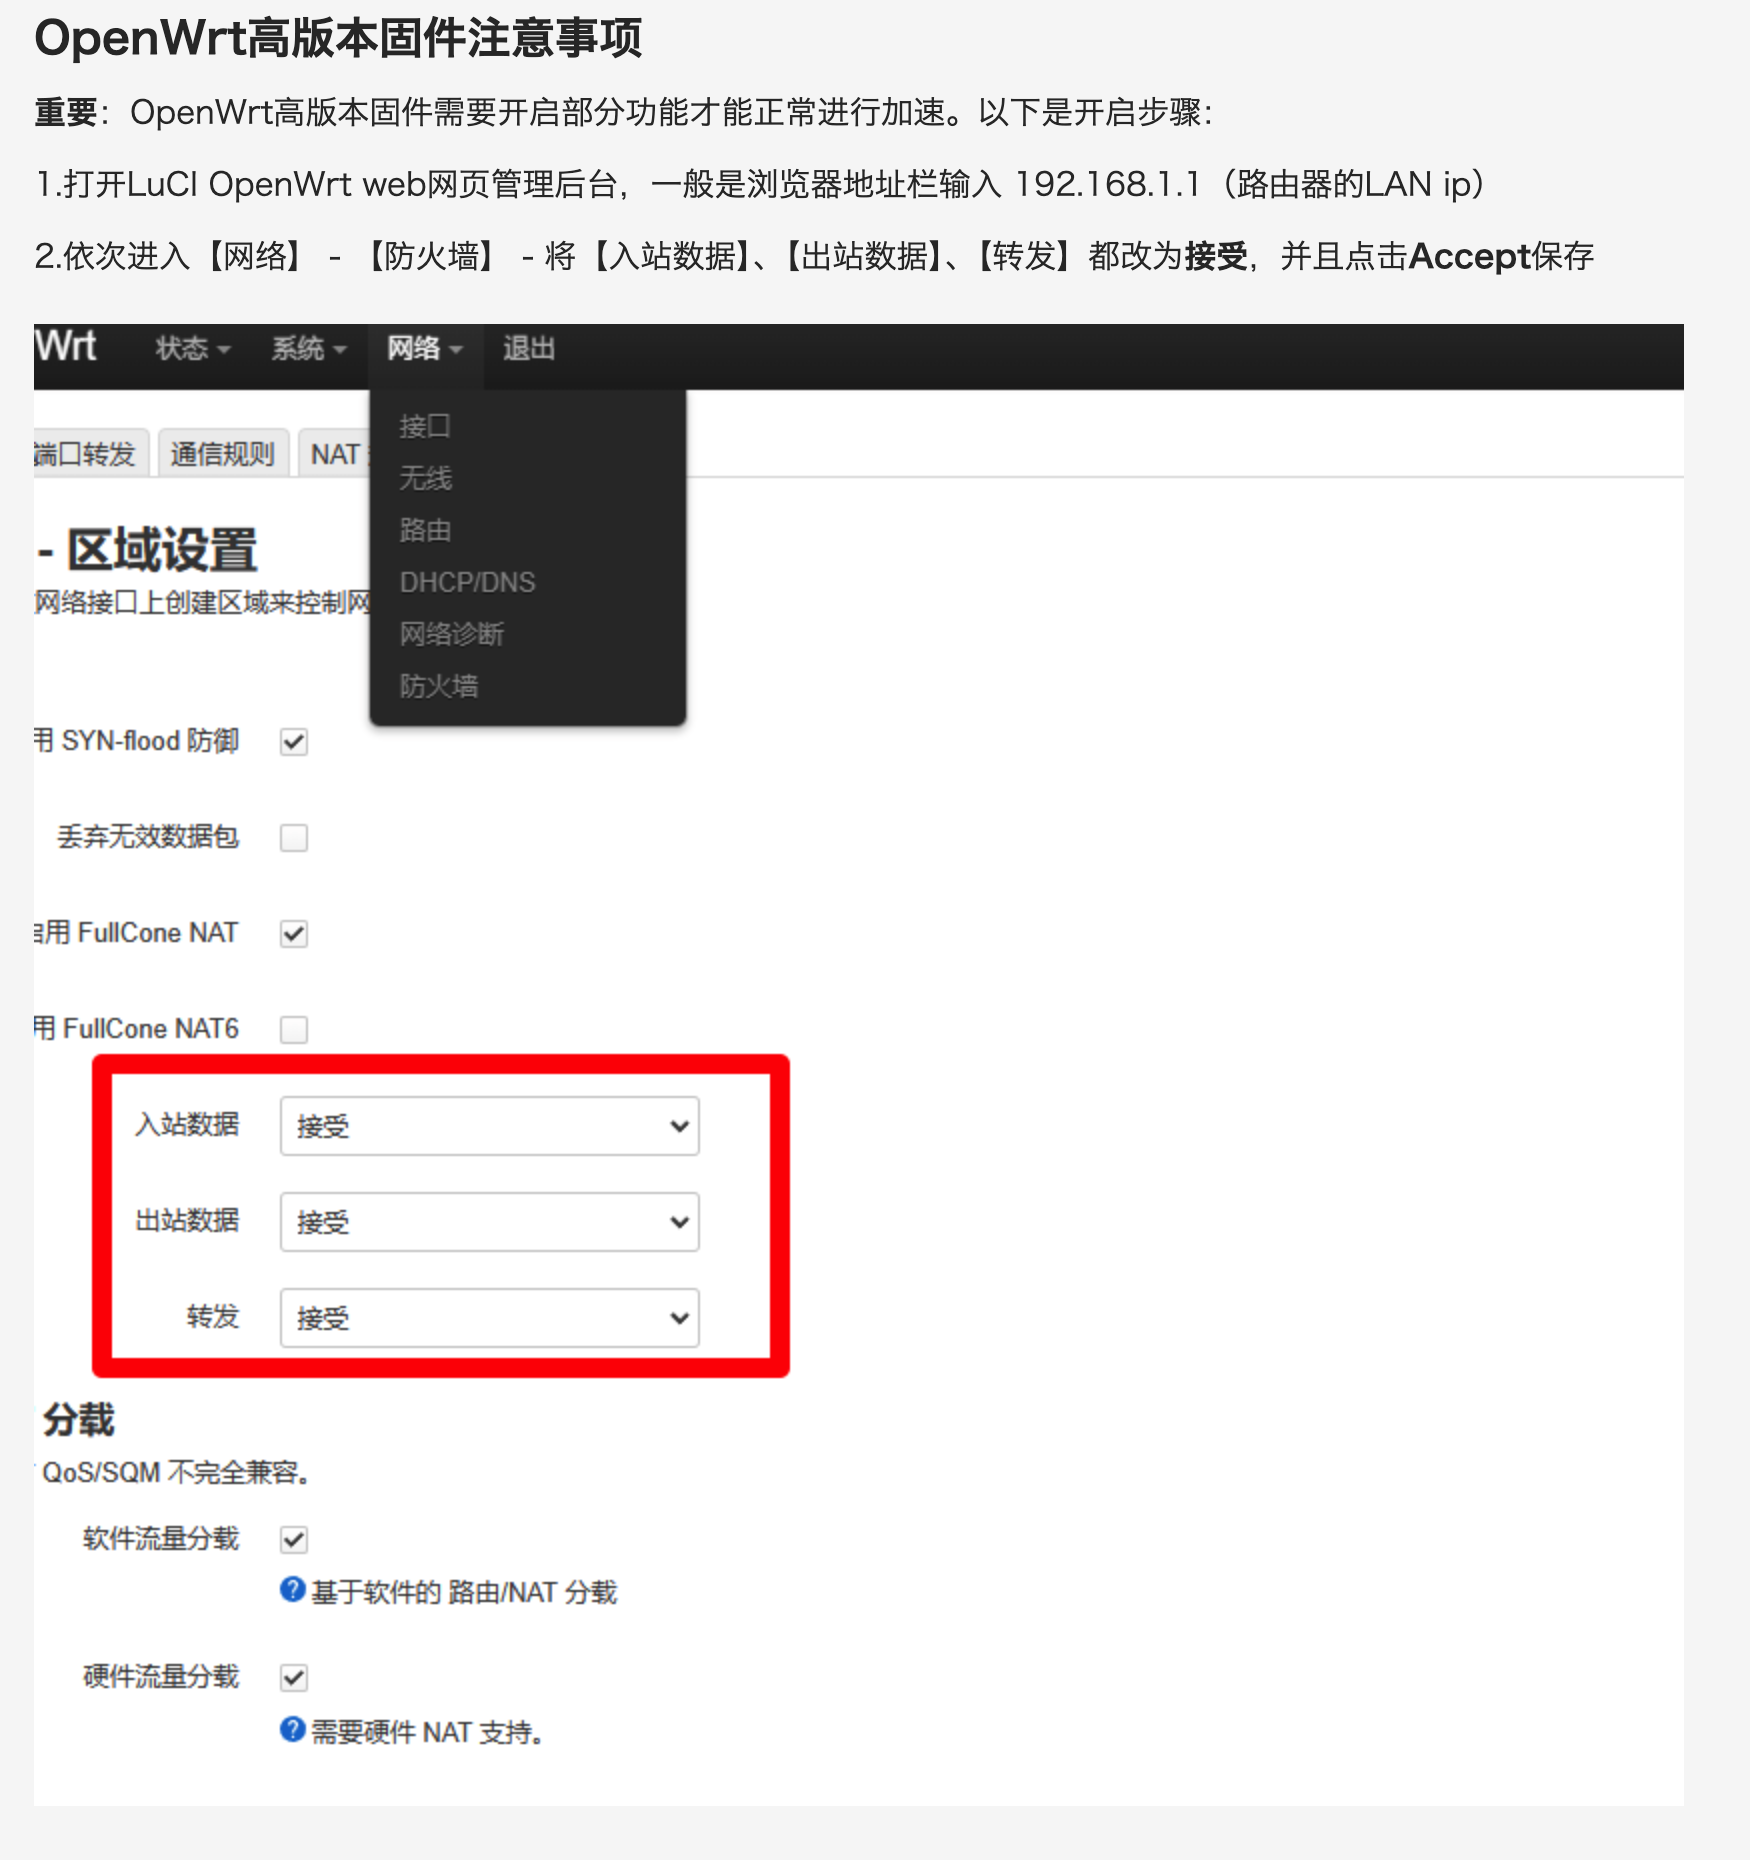 OpenWrt高版本固件注意事项
重要：OpenWrt高版本固件需要开启部分功能才能正常进行加速。以下是开启步骤：
1.打开LuCI OpenWrt web网页管理后台，一般是浏览器地址栏输入 192.168.1.1（路由器的LAN ip）
2.依次进入【网络】 - 【防火墙】 - 将【入站数据】、【出站数据】、【转发】都改为接受，并且点击Accept保存
Wrt 状态 系统 网络 退出
接口
端口转发 通信规则 NAT
无线
路由
- 区域设置
DHCP/DNS
网络接口上创建区域来控制网
网络诊断
防火墙
用 SYN-flood 防御
丢弃无效数据包
启用 FullCone NAT
用 FullCone NAT6
入站数据 接受
出站数据 接受
转发 接受
分载
QoS/SQM 不完全兼容。
软件流量分载
基于软件的 路由/NAT 分载
硬件流量分载
需要硬件 NAT 支持。